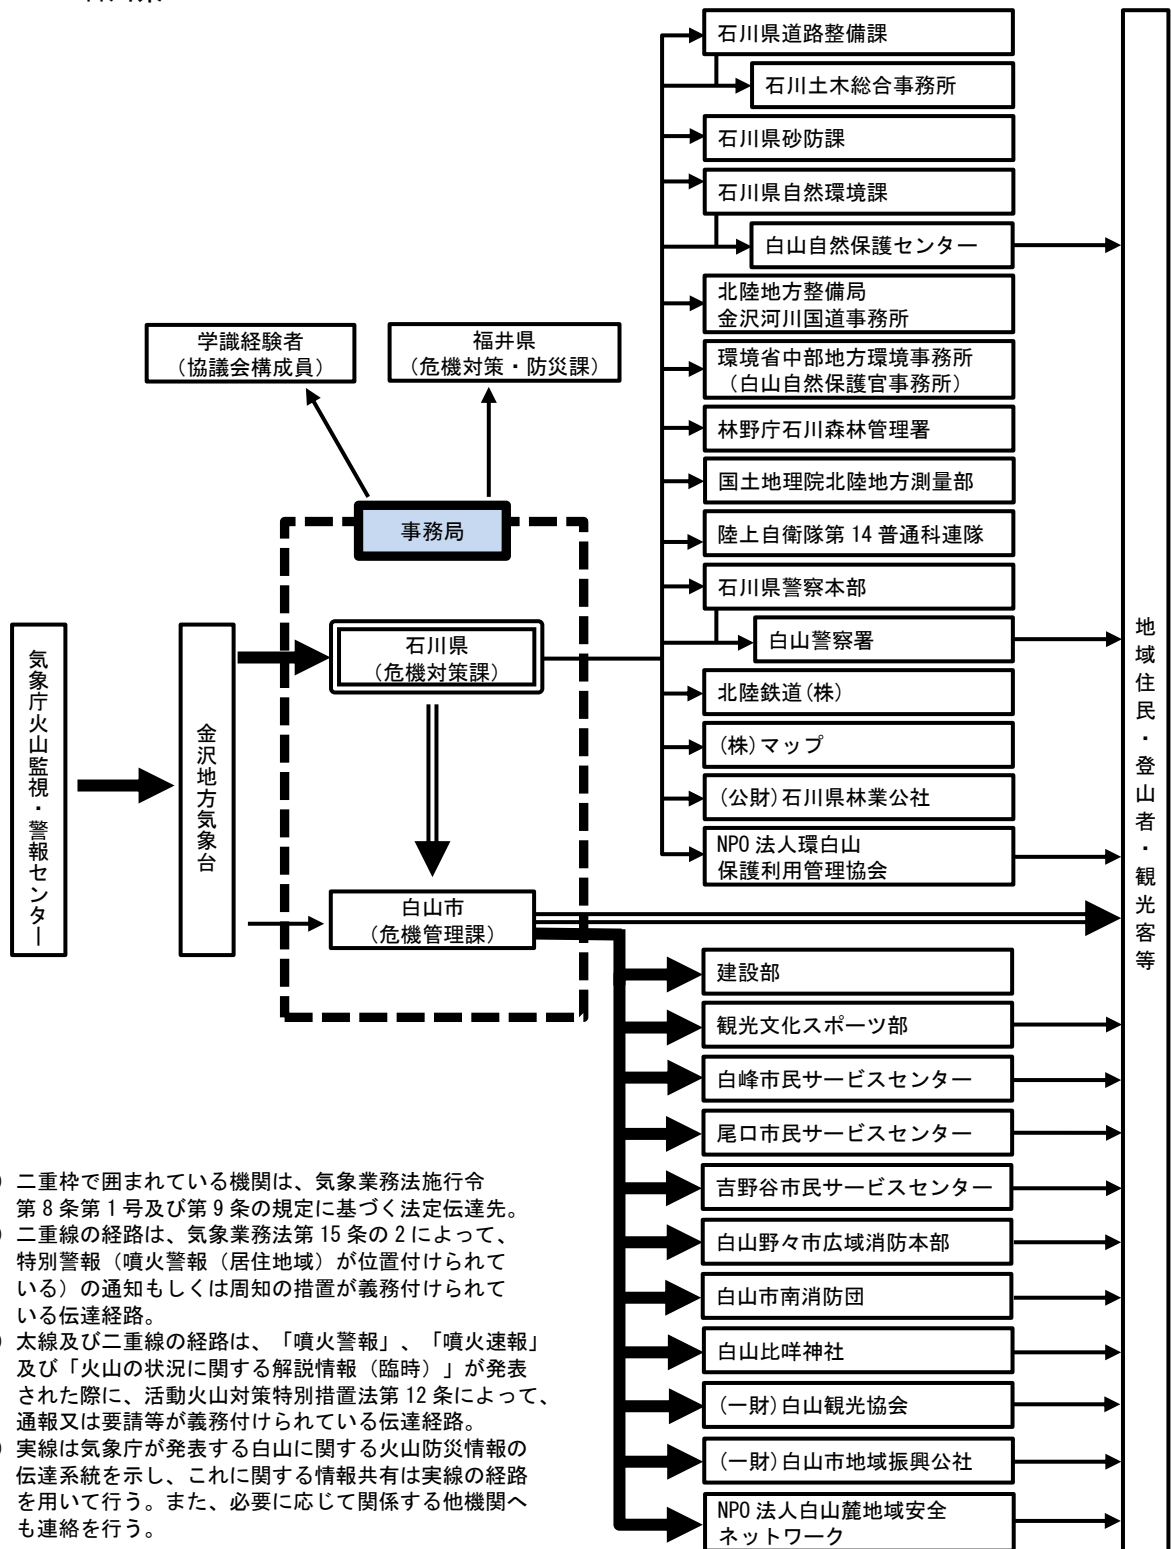 石川県道路整備課
石川土木総合事務所
石川県砂防課
石川県自然環境課
白山自然保護センター
北陸地方整備局
金沢河川国道事務所
環境省中部地方環境事務所
（白山自然保護官事務所）
林野庁石川森林管理署
国土地理院北陸地方測量部
陸上自衛隊第14普通科連隊
石川県警察本部
白山警察署
北陸鉄道(株)
(株)マップ
(公財)石川県林業公社
NPO法人環白山
保護利用管理協会
学識経験者
（協議会構成員）
福井県
（危機対策・防災課）
事務局
石川県
（危機対策課）
気象庁火山監視・警報センター
金沢地方気象台
白山市
（危機管理課）
地域住民・登山者・観光客等
建設部
観光文化スポーツ部
白峰市民サービスセンター
尾口市民サービスセンター
吉野谷市民サービスセンター
白山野々市広域消防本部
白山市南消防団
白山比咩神社
(一財)白山観光協会
(一財)白山市地域振興公社
NPO法人白山麓地域安全
ネットワーク
）二重枠で囲まれている機関は、気象業務法施行令
第8条第1号及び第9条の規定に基づく法定伝達先。
）二重線の経路は、気象業務法第15条の2によって、
特別警報（噴火警報（居住地域）が位置付けられて
いる）の通知もしくは周知の措置が義務付けられて
いる伝達経路。
）太線及び二重線の経路は、「噴火警報」、「噴火速報」
及び「火山の状況に関する解説情報（臨時）」が発表
された際に、活動火山対策特別措置法第12条によって、
通報又は要請等が義務付けられている伝達経路。
）実線は気象庁が発表する白山に関する火山防災情報の
伝達系統を示し、これに関する情報共有は実線の経路
を用いて行う。また、必要に応じて関係する他機関へ
も連絡を行う。